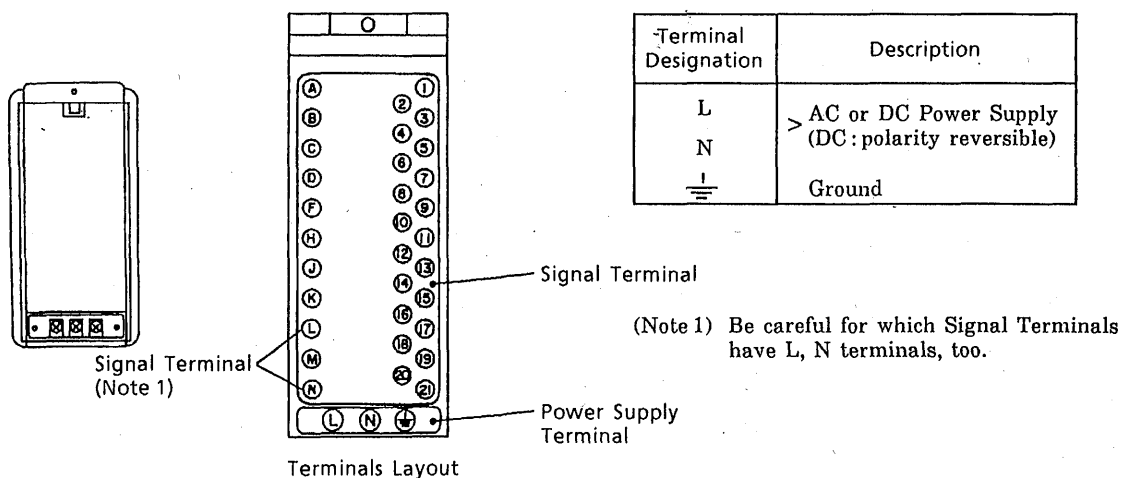 A
B
C
D
F
H
J
K
L
M
N
1
2
3
4
5
6
7
8
9
10
11
12
13
14
15
16
17
18
19
20
21
L N
Signal Terminal
(Note 1)
Signal Terminal
Power Supply
Terminal
Terminals Layout
Terminal
Designation
Description
L
N
> AC or DC Power Supply
(DC : polarity reversible)
Ground
(Note 1) Be careful for which Signal Terminals
have L, N terminals, too.